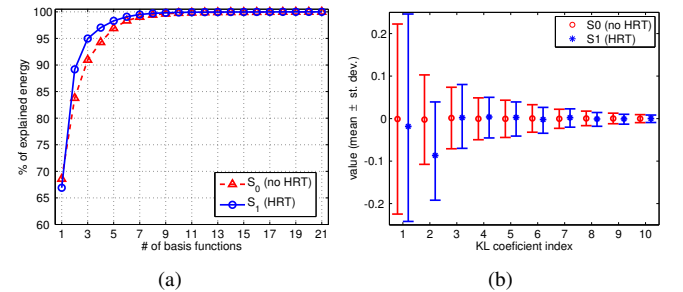 100
95
90
85
80
75
70
65
60
% of explained energy
1 3 5 7 9 11 13 15 17 19 21
# of basis functions
S0 (no HRT)
S1 (HRT)
(a)
0.2
0.1
0
-0.1
-0.2
value (mean ± st. dev.)
1 2 3 4 5 6 7 8 9 10
KL coeficient index
S0 (no HRT)
S1 (HRT)
(b)